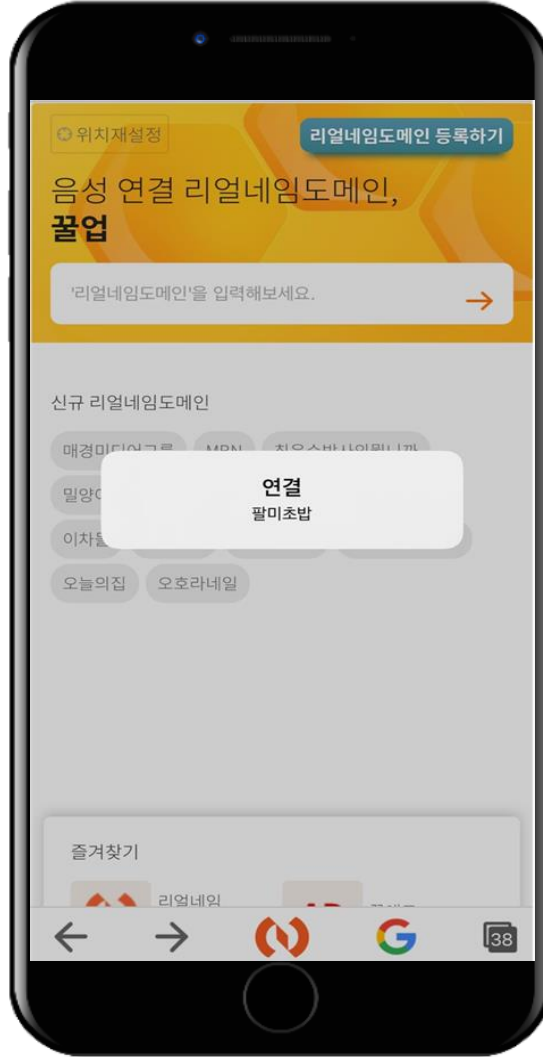 위치재설정
리얼네임도메인 등록하기
음성 연결 리얼네임도메인,
꿀업
'리얼네임도메인'을 입력해보세요.
신규 리얼네임도메인
연결
팔미초밥
오늘의집 오호라네일
즐겨찾기
리얼네임
38